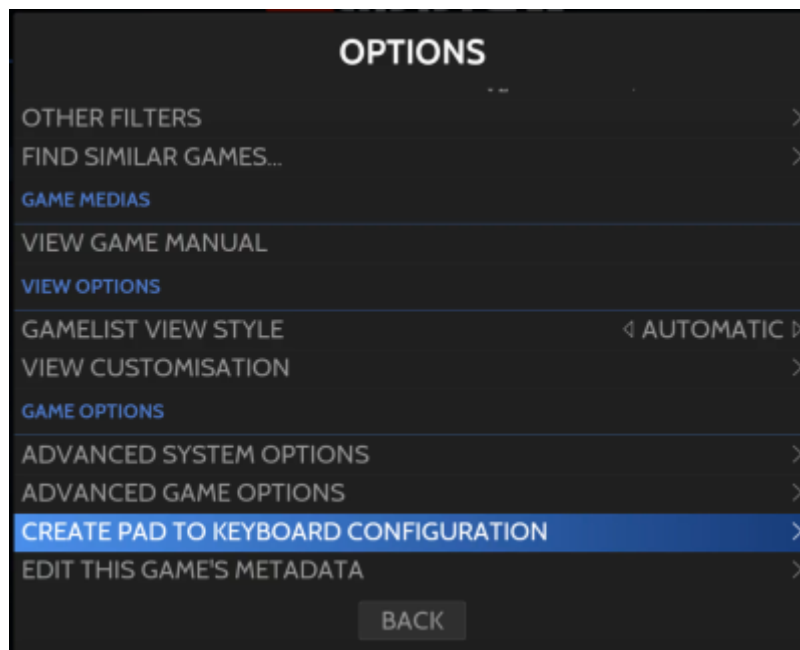 OPTIONS
OTHER FILTERS
FIND SIMILAR GAMES...
GAME MEDIAS
VIEW GAME MANUAL
VIEW OPTIONS
GAMELIST VIEW STYLE AUTOMATIC
VIEW CUSTOMISATION
GAME OPTIONS
ADVANCED SYSTEM OPTIONS
ADVANCED GAME OPTIONS
CREATE PAD TO KEYBOARD CONFIGURATION
EDIT THIS GAME'S METADATA
BACK